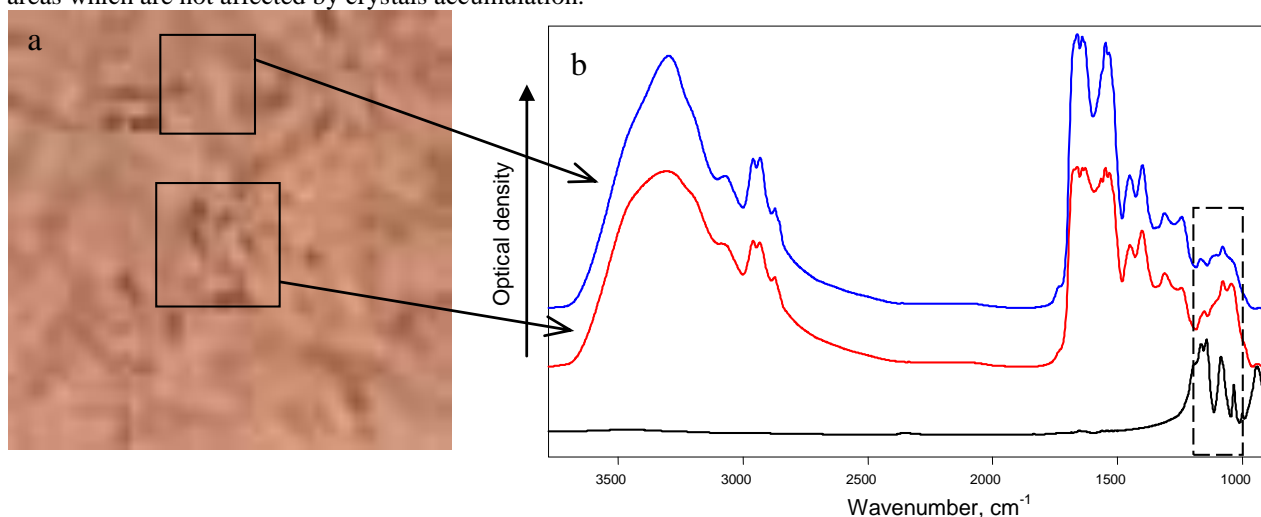 areas which are not affected by crystals accumulation.
a
b
Optical density
3500 3000 2500 2000 1500 1000
Wavenumber, cm-1